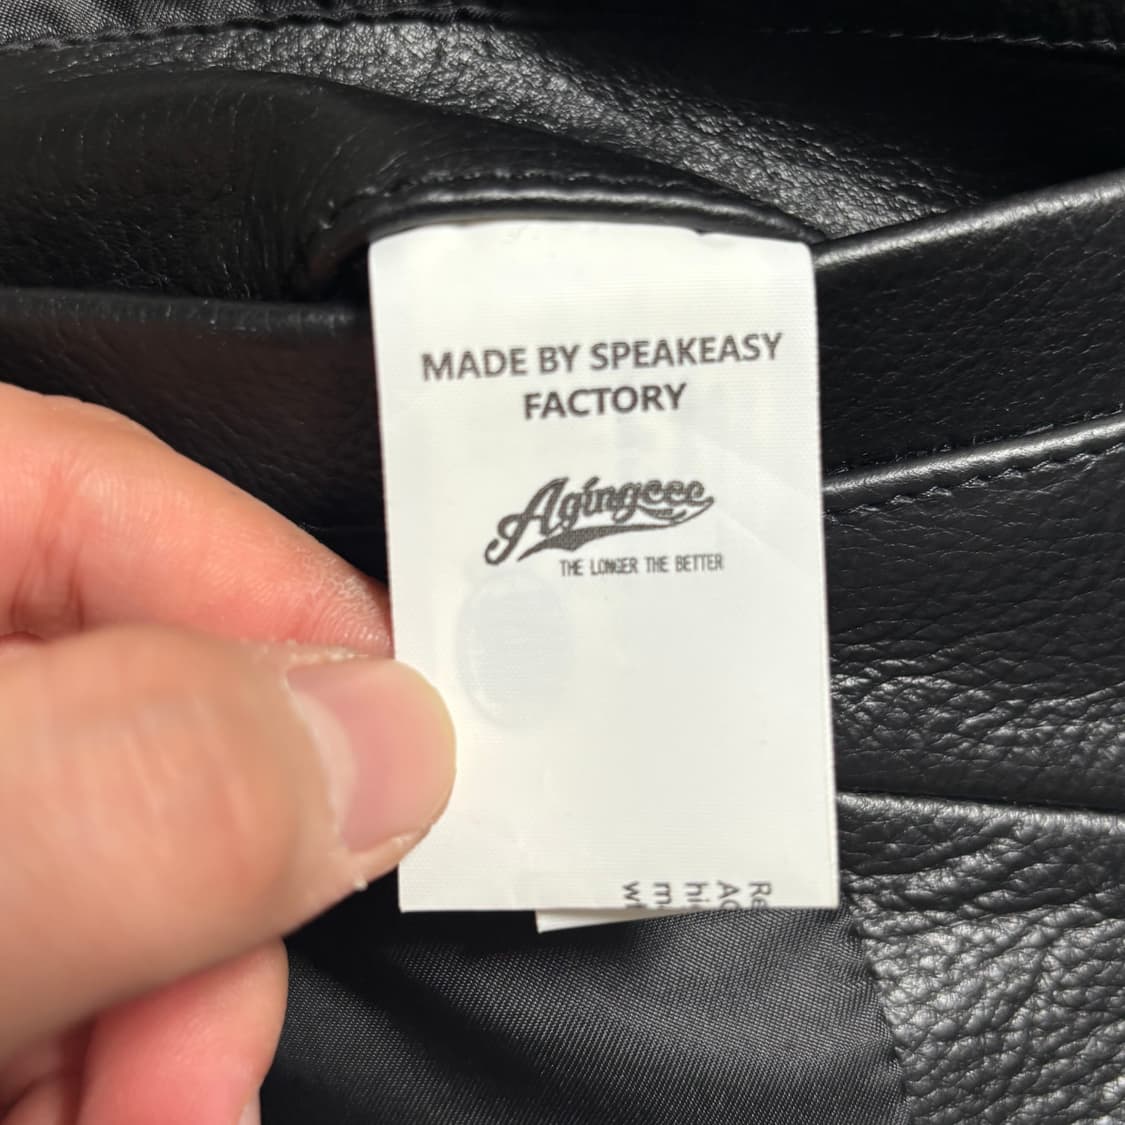 MADE BY SPEAKEASY
FACTORY
Agingeee
THE LONGER THE BETTER